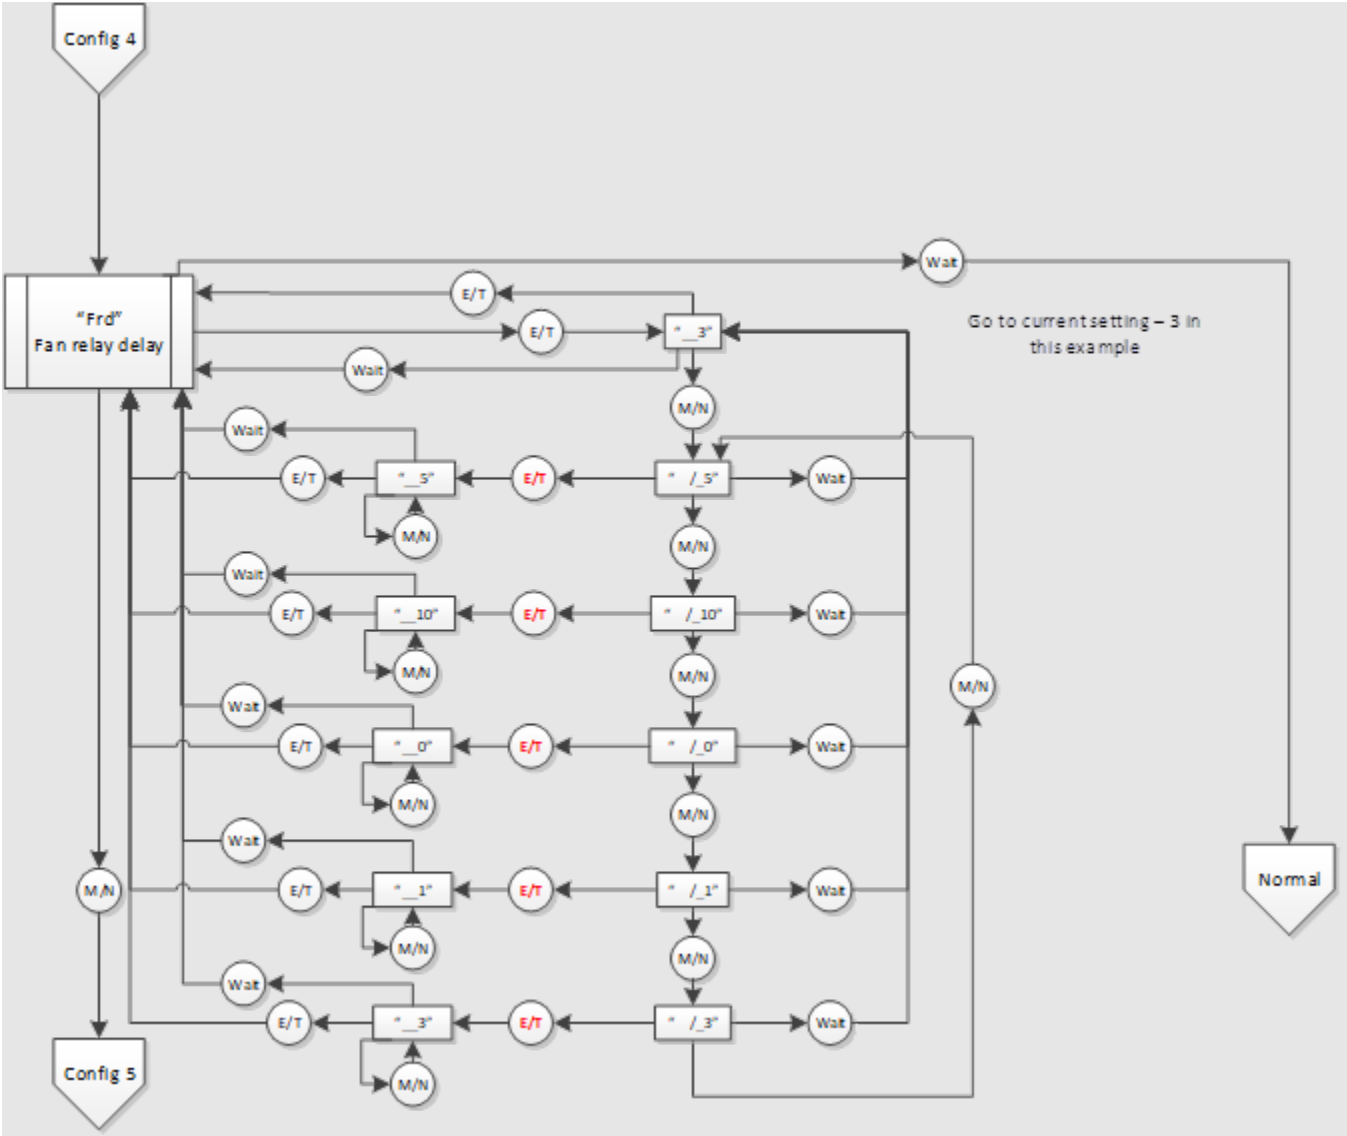 Config 4
Wait
E/T
"Frd"
Fan relay delay
E/T
"__3"
Go to current setting – 3 in
this example
Wait
M/N
Wait
E/T
"__5"
E/T
" /_5"
Wait
M/N
M/N
Wait
E/T
"__10"
E/T
" /_10"
Wait
M/N
M/N
M/N
Wait
E/T
"__0"
E/T
" /_0"
Wait
M/N
M/N
Wait
Normal
M/N
E/T
"__1"
E/T
" /_1"
Wait
M/N
M/N
Wait
E/T
"__3"
E/T
" /_3"
Wait
Config 5
M/N